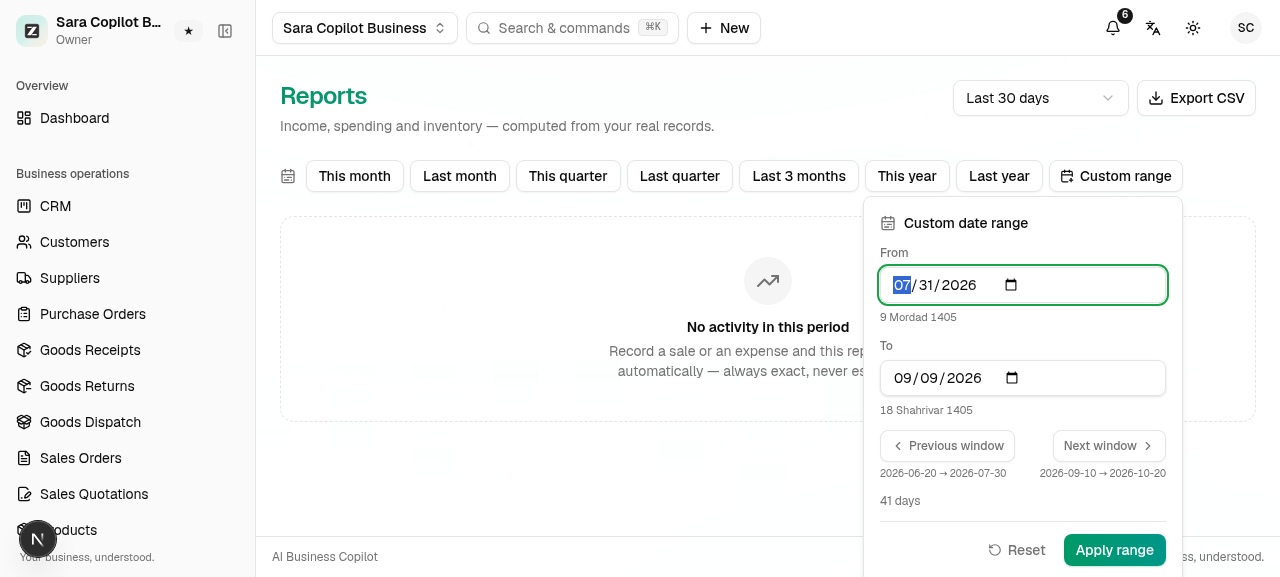 Sara Copilot B...
Owner
Overview
Dashboard
Business operations
CRM
Customers
Suppliers
Purchase Orders
Goods Receipts
Goods Returns
Goods Dispatch
Sales Orders
Sales Quotations
oducts
Your business, understood.
N
Sara Copilot Business
Search & commands ⌘K
+ New
6
SC
Reports
Income, spending and inventory — computed from your real records.
Last 30 days
Export CSV
This month
Last month
This quarter
Last quarter
Last 3 months
This year
Last year
Custom range
No activity in this period
Record a sale or an expense and this
automatically — always exact, never
Custom date range
From
07/31/2026
9 Mordad 1405
To
09/09/2026
18 Shahrivar 1405
Previous window
Next window
2026-06-20 → 2026-07-30
2026-09-10 → 2026-10-20
41 days
Reset
Apply range
AI Business Copilot
ss, understood.